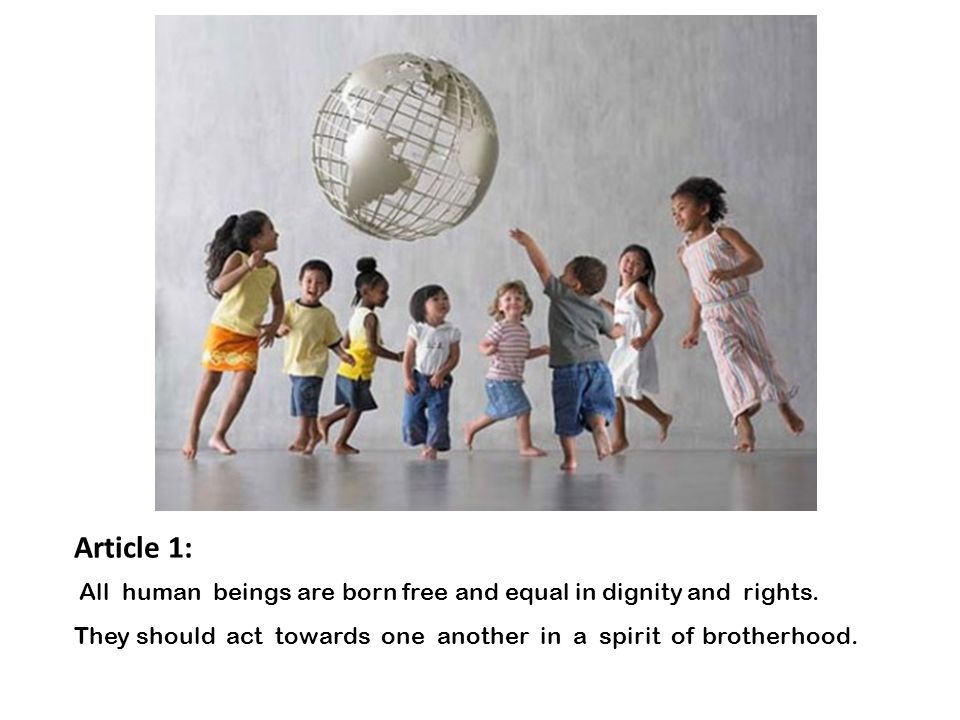 Article 1:
All human beings are born free and equal in dignity and rights.
They should act towards one another in a spirit of brotherhood.